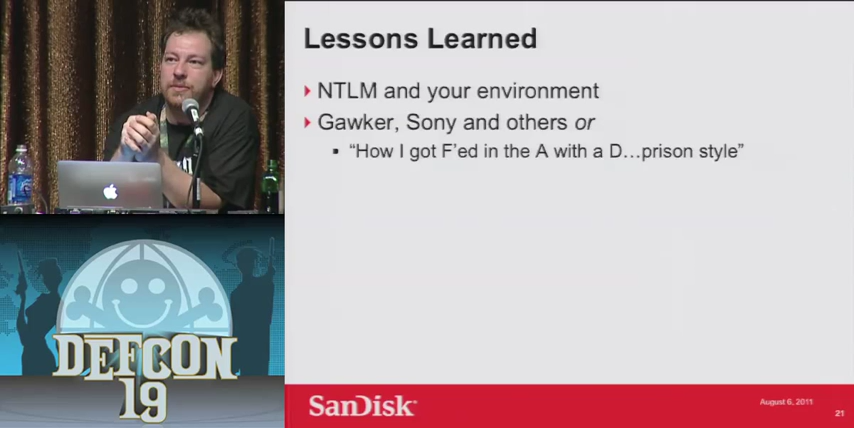 Lessons Learned
NTLM and your environment
Gawker, Sony and others or
"How I got F'ed in the A with a D...prison style"
DEFCON
19
SanDisk
August 6, 2011
21